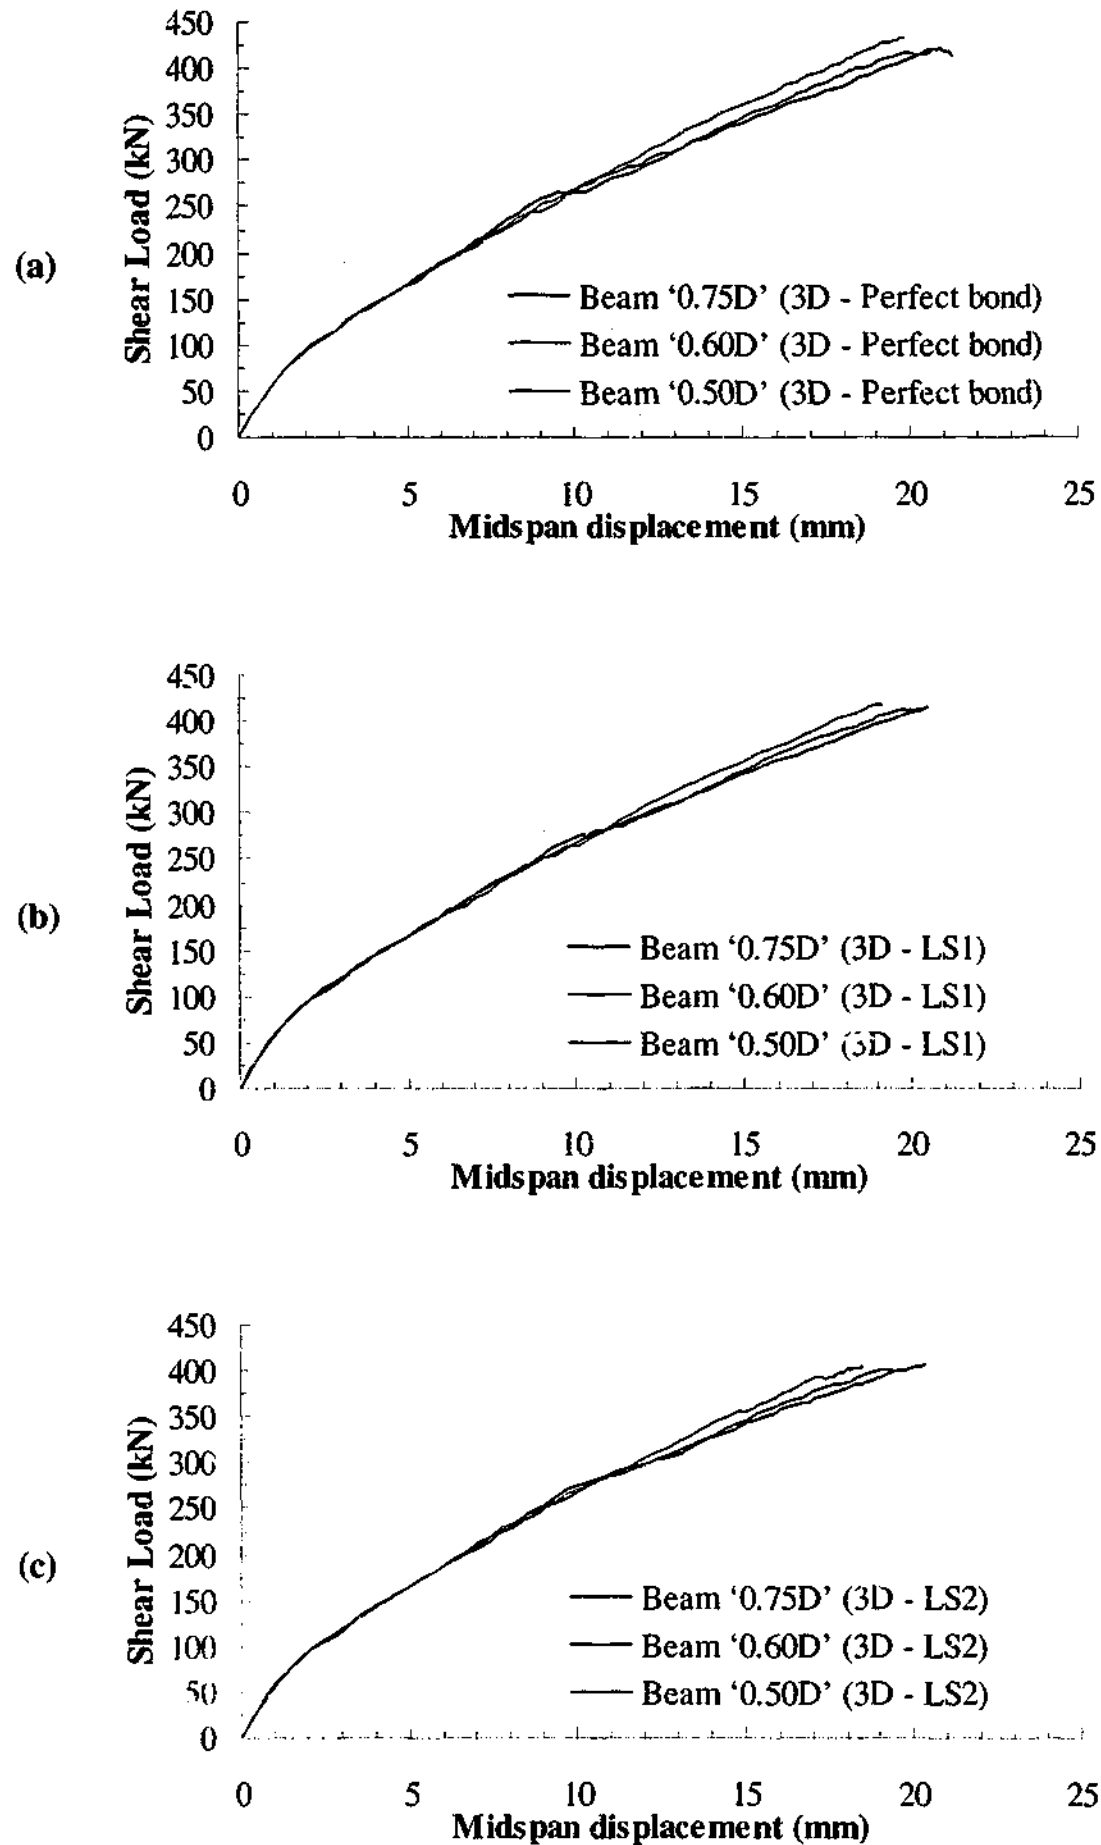 (a)
Shear Load (kN)
450
400
350
300
250
200
150
100
50
0
Beam ‘0.75D’ (3D - Perfect bond)
Beam ‘0.60D’ (3D - Perfect bond)
Beam ‘0.50D’ (3D - Perfect bond)
0 5 10 15 20 25
Midspan displacement (mm)
(b)
Shear Load (kN)
450
400
350
300
250
200
150
100
50
0
Beam ‘0.75D’ (3D - LS1)
Beam ‘0.60D’ (3D - LS1)
Beam ‘0.50D’ (3D - LS1)
0 5 10 15 20 25
Midspan displacement (mm)
(c)
Shear Load (kN)
450
400
350
300
250
200
150
100
50
0
Beam ‘0.75D’ (3D - LS2)
Beam ‘0.60D’ (3D - LS2)
Beam ‘0.50D’ (3D - LS2)
0 5 10 15 20 25
Midspan displacement (mm)